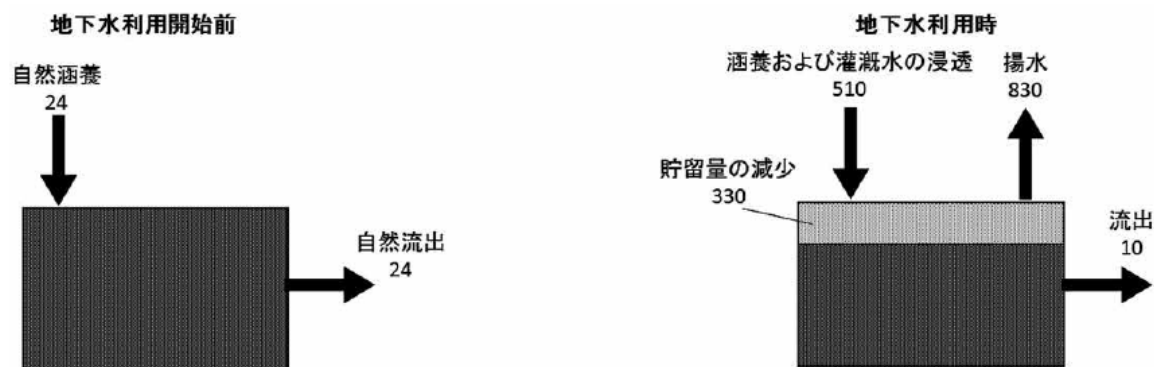 地下水利用開始前
自然涵養
24
自然流出
24
地下水利用時
涵養および灌漑水の浸透
510
揚水
830
貯留量の減少
330
流出
10